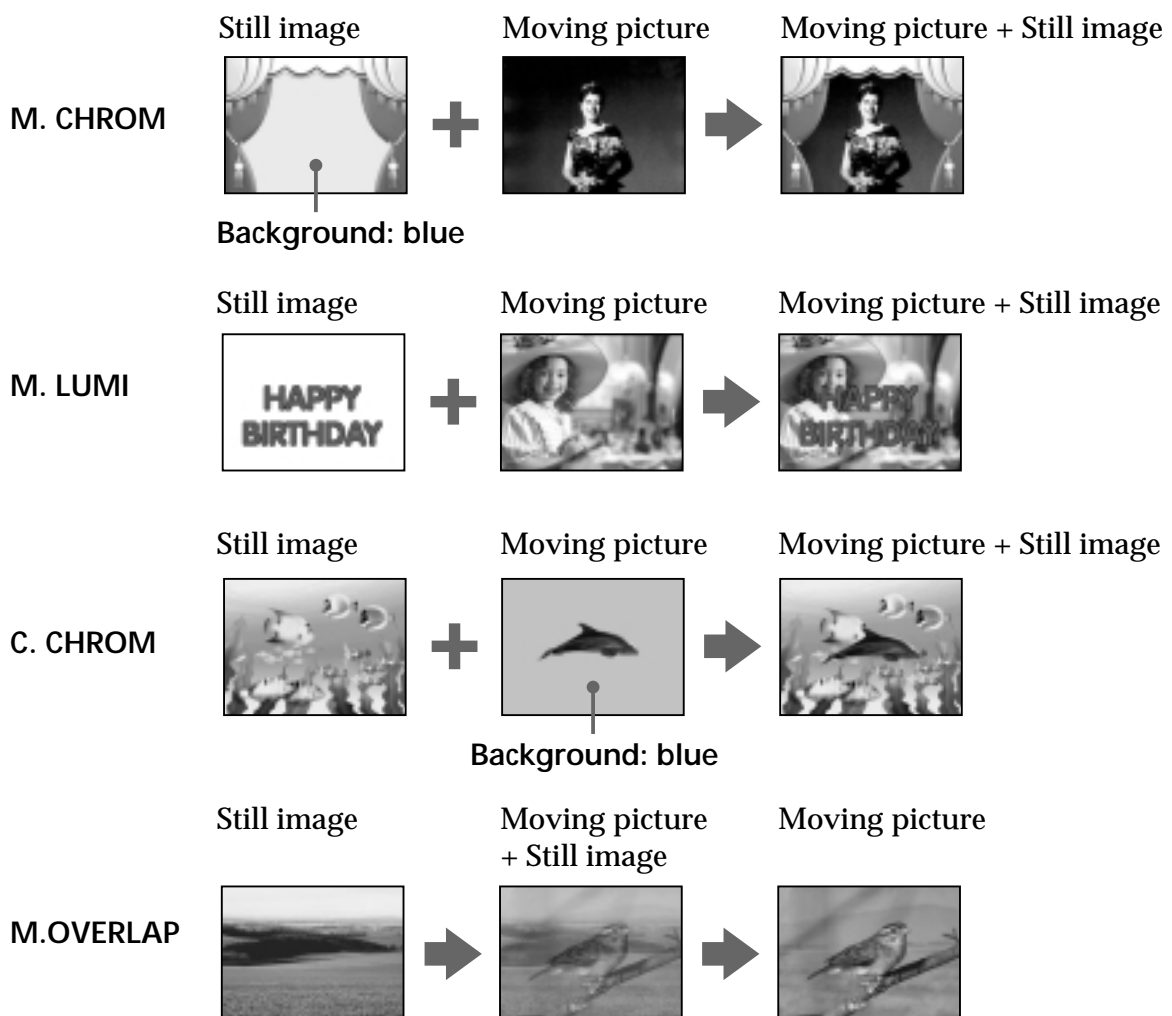 Still image
Moving picture
Moving picture + Still image
M. CHROM
Background: blue
Still image
Moving picture
Moving picture + Still image
M. LUMI
HAPPY
BIRTHDAY
HAPPY
BIRTHDAY
Still image
Moving picture
Moving picture + Still image
C. CHROM
Background: blue
Still image
Moving picture
+ Still image
Moving picture
M.OVERLAP